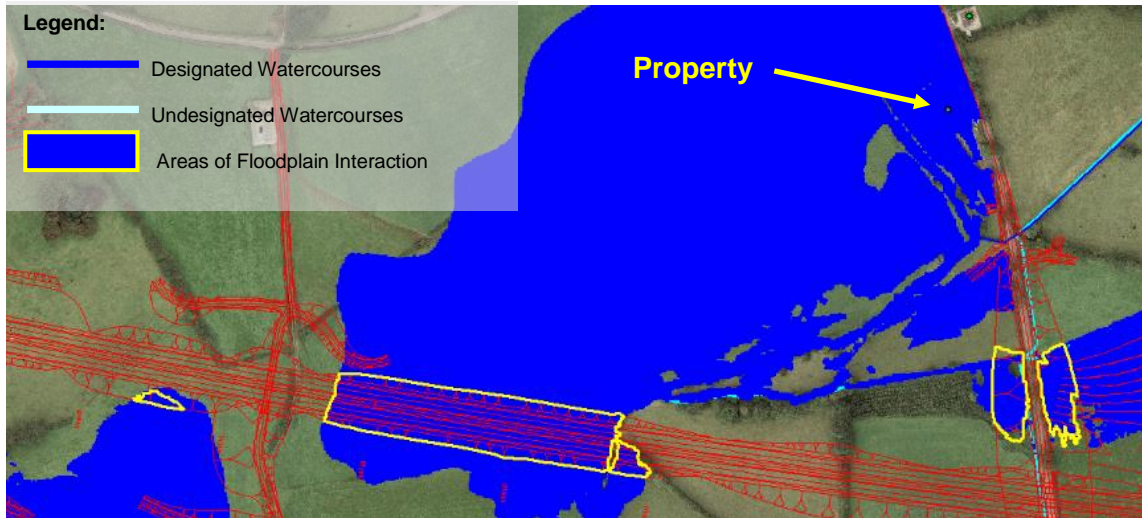 Legend:
Designated Watercourses
Undesignated Watercourses
Areas of Floodplain Interaction
Property